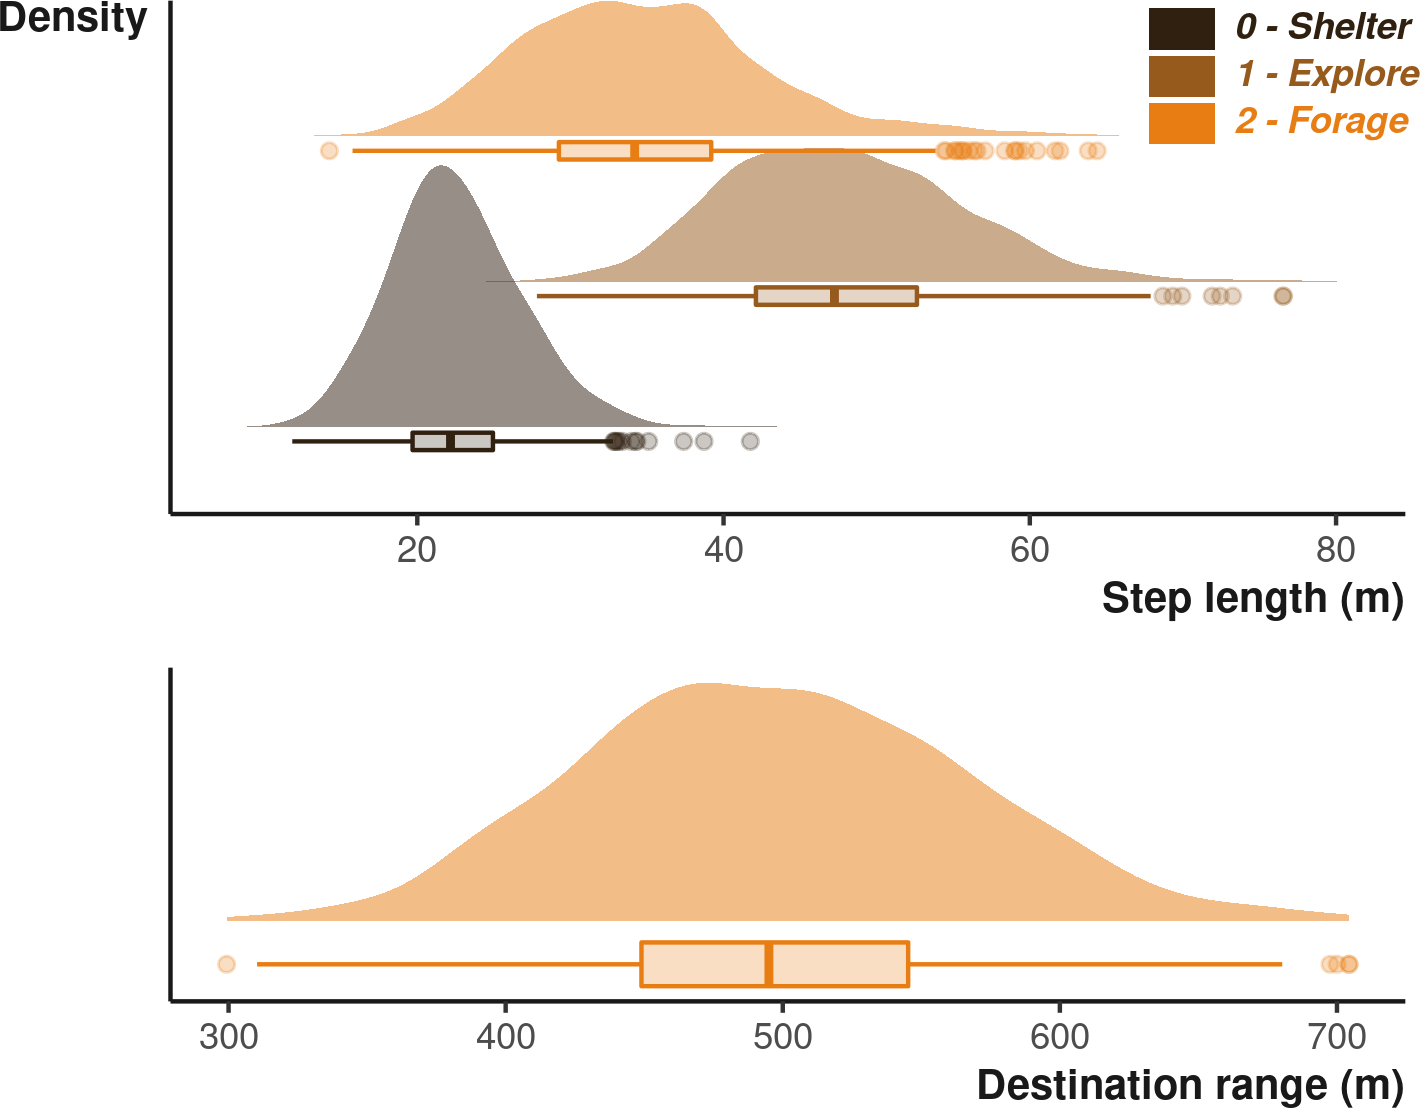 Density
0 - Shelter
1 - Explore
2 - Forage
20 40 60 80
Step length (m)
300 400 500 600 700
Destination range (m)